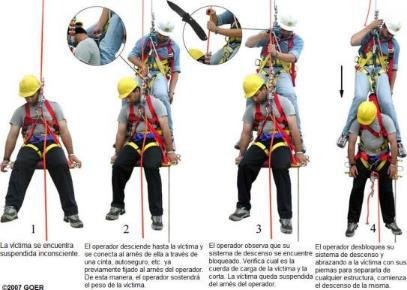 1
2
3
4
La víctima se encuentra
suspendida inconsciente.
El operador desciende hasta la víctima y
se conecta al arnés de ella a través de
una cinta, autoseguro, etc. ya
previamente fijado al arnés del operador.
De esta manera, el operador sostendrá
el peso de la víctima.
El operador observa que su
sistema de descenso se encuentre
bloqueado. Verifica cual es la
cuerda de carga de la víctima y la
corta. La víctima queda suspendida
del arnés del operador.
El operador desbloquea su
sistema de descenso y
abrazando a la víctima con sus
piernas para separarla de
cualquier estructura, comienza
el descenso de la misma.
©2007 GOER